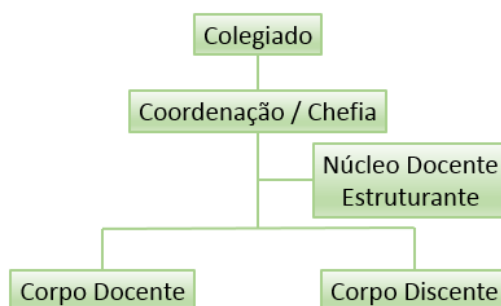 Colegiado
Coordenação / Chefia
Núcleo Docente
Estruturante
Corpo Docente
Corpo Discente